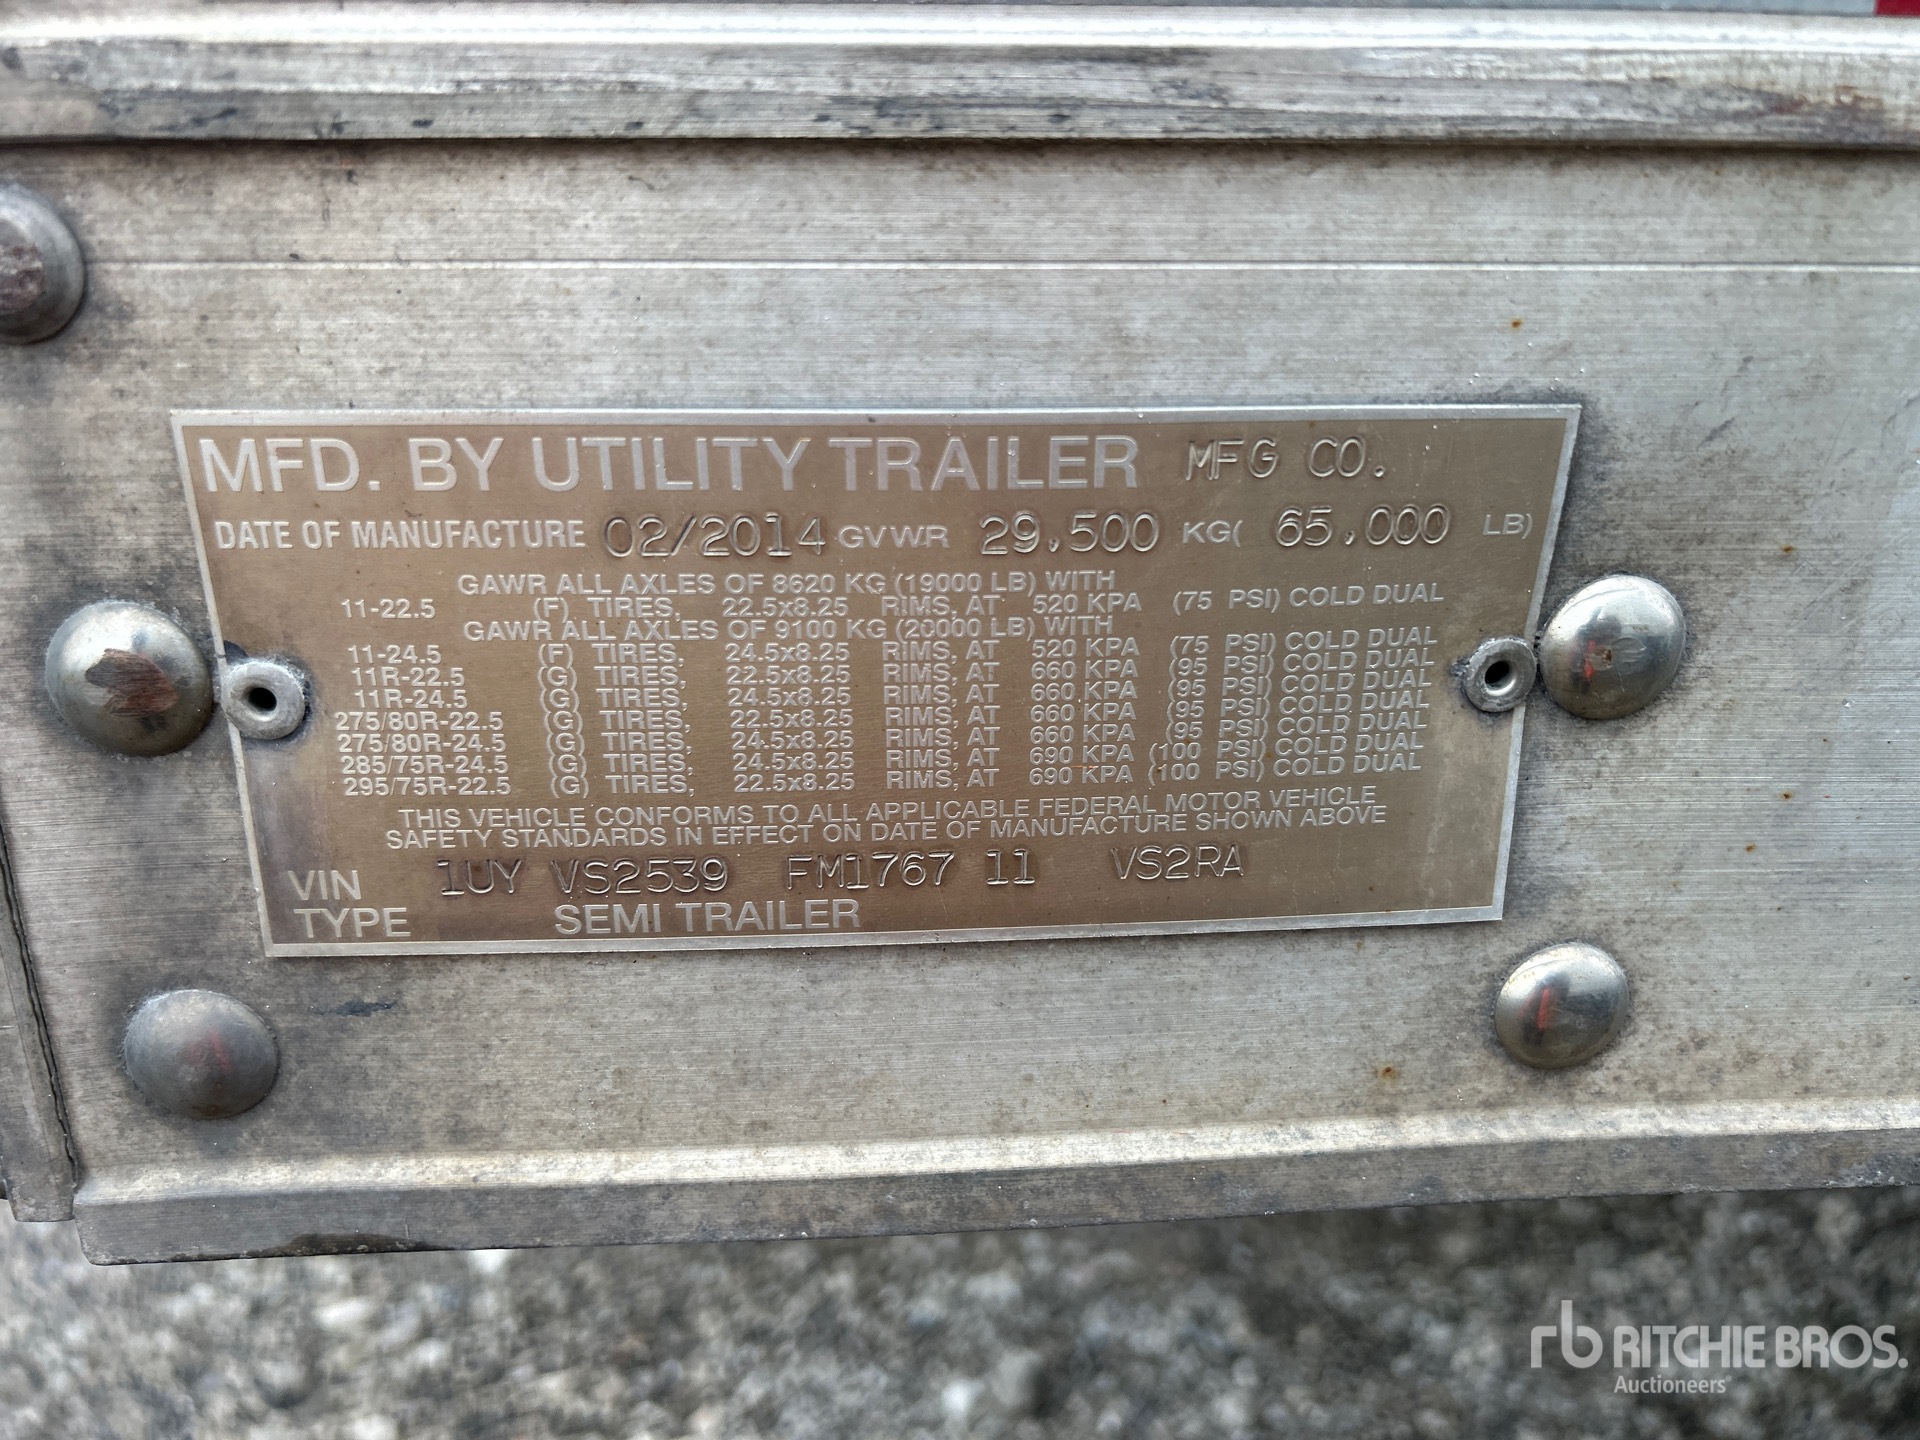 MFD. BY UTILITY TRAILER MFG CO.
DATE OF MANUFACTURE 02/2014 GVWR 29,500 KG( 65,000 LB)
GAWR ALL AXLES OF 8620 KG (19000 LB) WITH
11-22.5 (F) TIRES, 22.5x8.25 RIMS, AT 520 KPA (75 PSI) COLD DUAL
GAWR ALL AXLES OF 9100 KG (20000 LB) WITH
11-24.5 (F) TIRES, 24.5x8.25 RIMS, AT 520 KPA (75 PSI) COLD DUAL
11R-22.5 (G) TIRES, 22.5x8.25 RIMS, AT 660 KPA (95 PSI) COLD DUAL
11R-24.5 (G) TIRES, 24.5x8.25 RIMS, AT 660 KPA (95 PSI) COLD DUAL
275/80R-22.5 (G) TIRES, 22.5x8.25 RIMS, AT 660 KPA (95 PSI) COLD DUAL
275/80R-24.5 (G) TIRES, 24.5x8.25 RIMS, AT 660 KPA (95 PSI) COLD DUAL
285/75R-24.5 (G) TIRES, 24.5x8.25 RIMS, AT 690 KPA (100 PSI) COLD DUAL
295/75R-22.5 (G) TIRES, 22.5x8.25 RIMS, AT 690 KPA (100 PSI) COLD DUAL
THIS VEHICLE CONFORMS TO ALL APPLICABLE FEDERAL MOTOR VEHICLE
SAFETY STANDARDS IN EFFECT ON DATE OF MANUFACTURE SHOWN ABOVE
VIN 1UY VS2539 FM1767 11 VS2RA
TYPE SEMI TRAILER
rb RITCHIE BROS.
Auctioneers